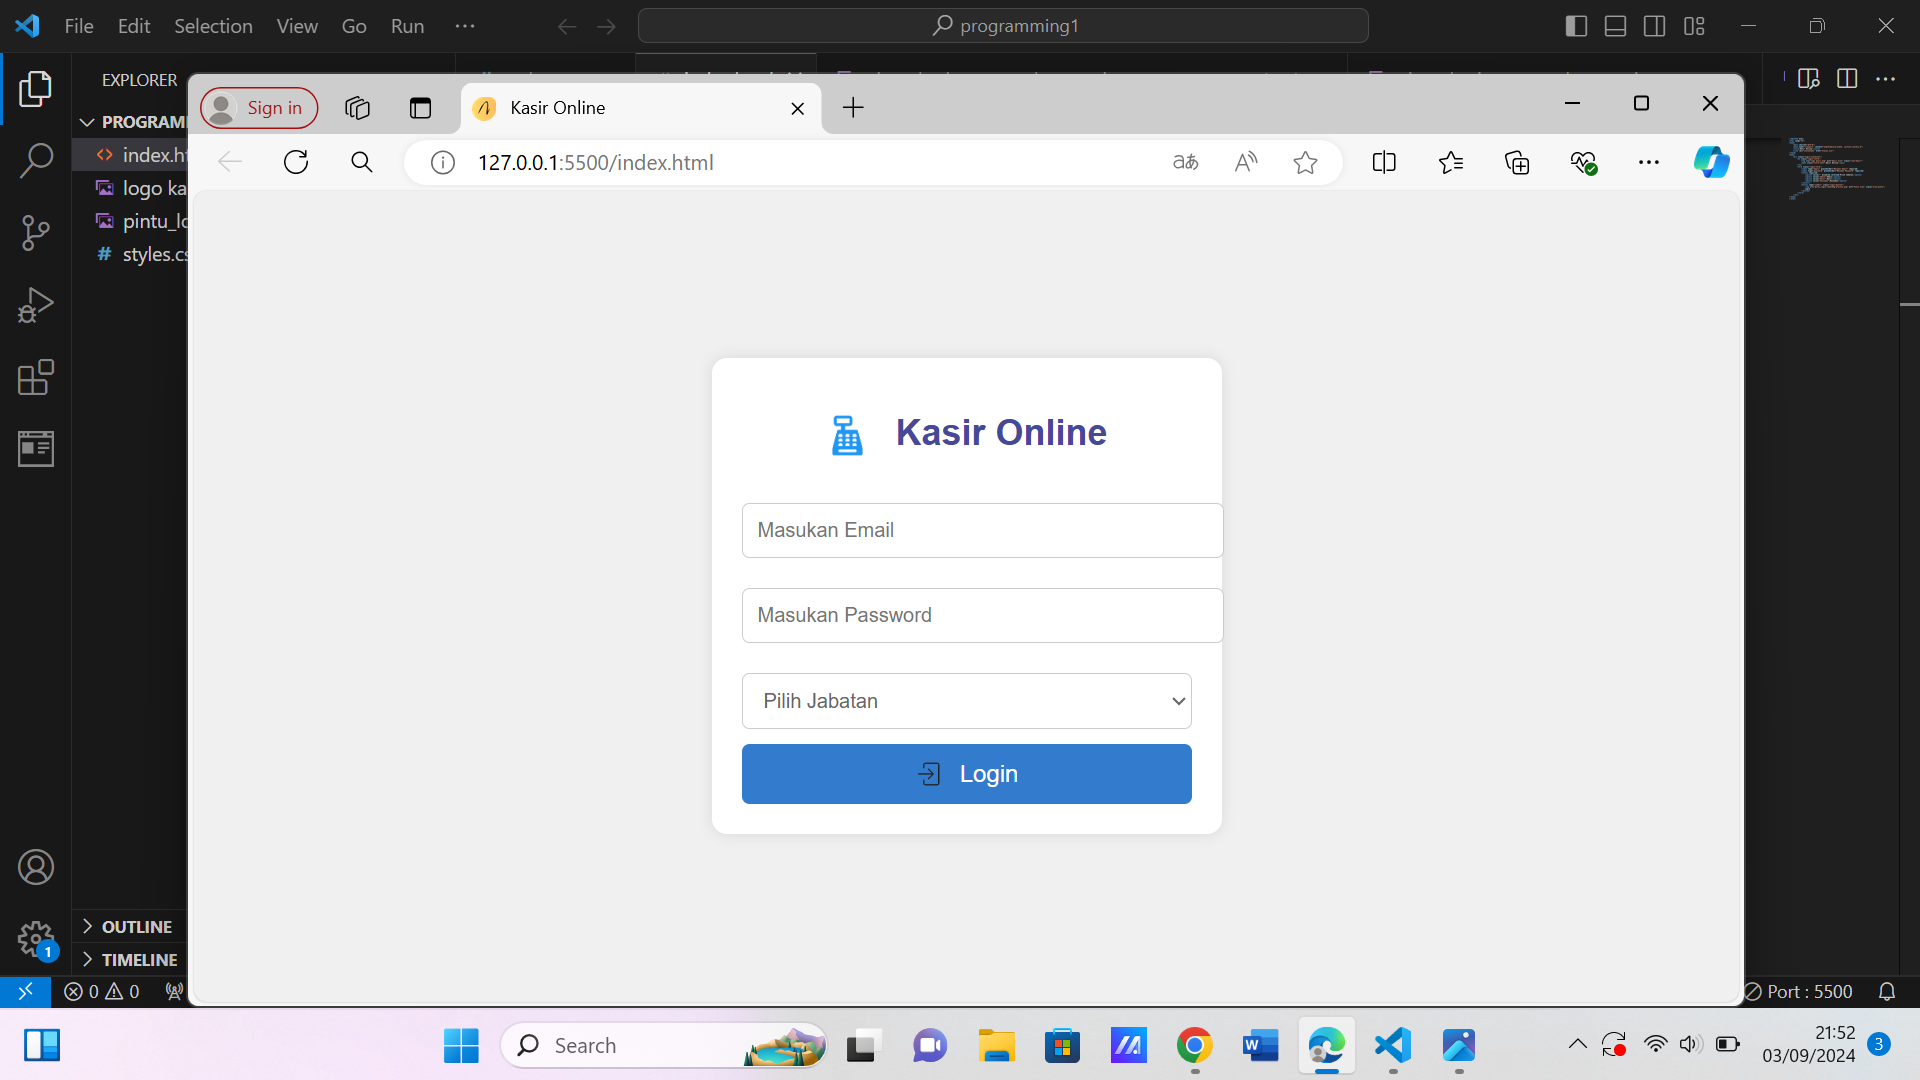 File Edit Selection View Go Run
programming1
EXPLORER
Sign in
Kasir Online
index.ht
127.0.0.1:5500/index.html
logo ka
styles.cs
Kasir Online
Masukan Email
Masukan Password
Pilih Jabatan
Login
OUTLINE
1
TIMELINE
0 0
Port : 5500
Search
21:52
03/09/2024
3